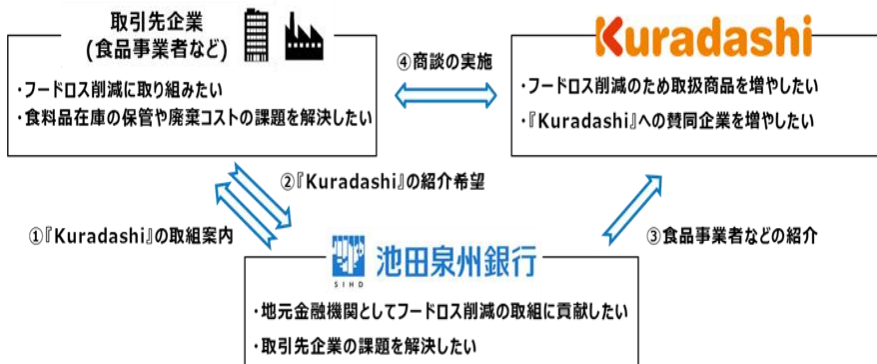 取引先企業
(食品事業者など)
・フードロス削減に取り組みたい
・食料品在庫の保管や廃棄コストの課題を解決したい
④商談の実施
Kuradashi
・フードロス削減のため取扱商品を増やしたい
・『Kuradashi』への賛同企業を増やしたい
②『Kuradashi』の紹介希望
①『Kuradashi』の取組案内
③食品事業者などの紹介
SIHD
池田泉州銀行
・地元金融機関としてフードロス削減の取組に貢献したい
・取引先企業の課題を解決したい